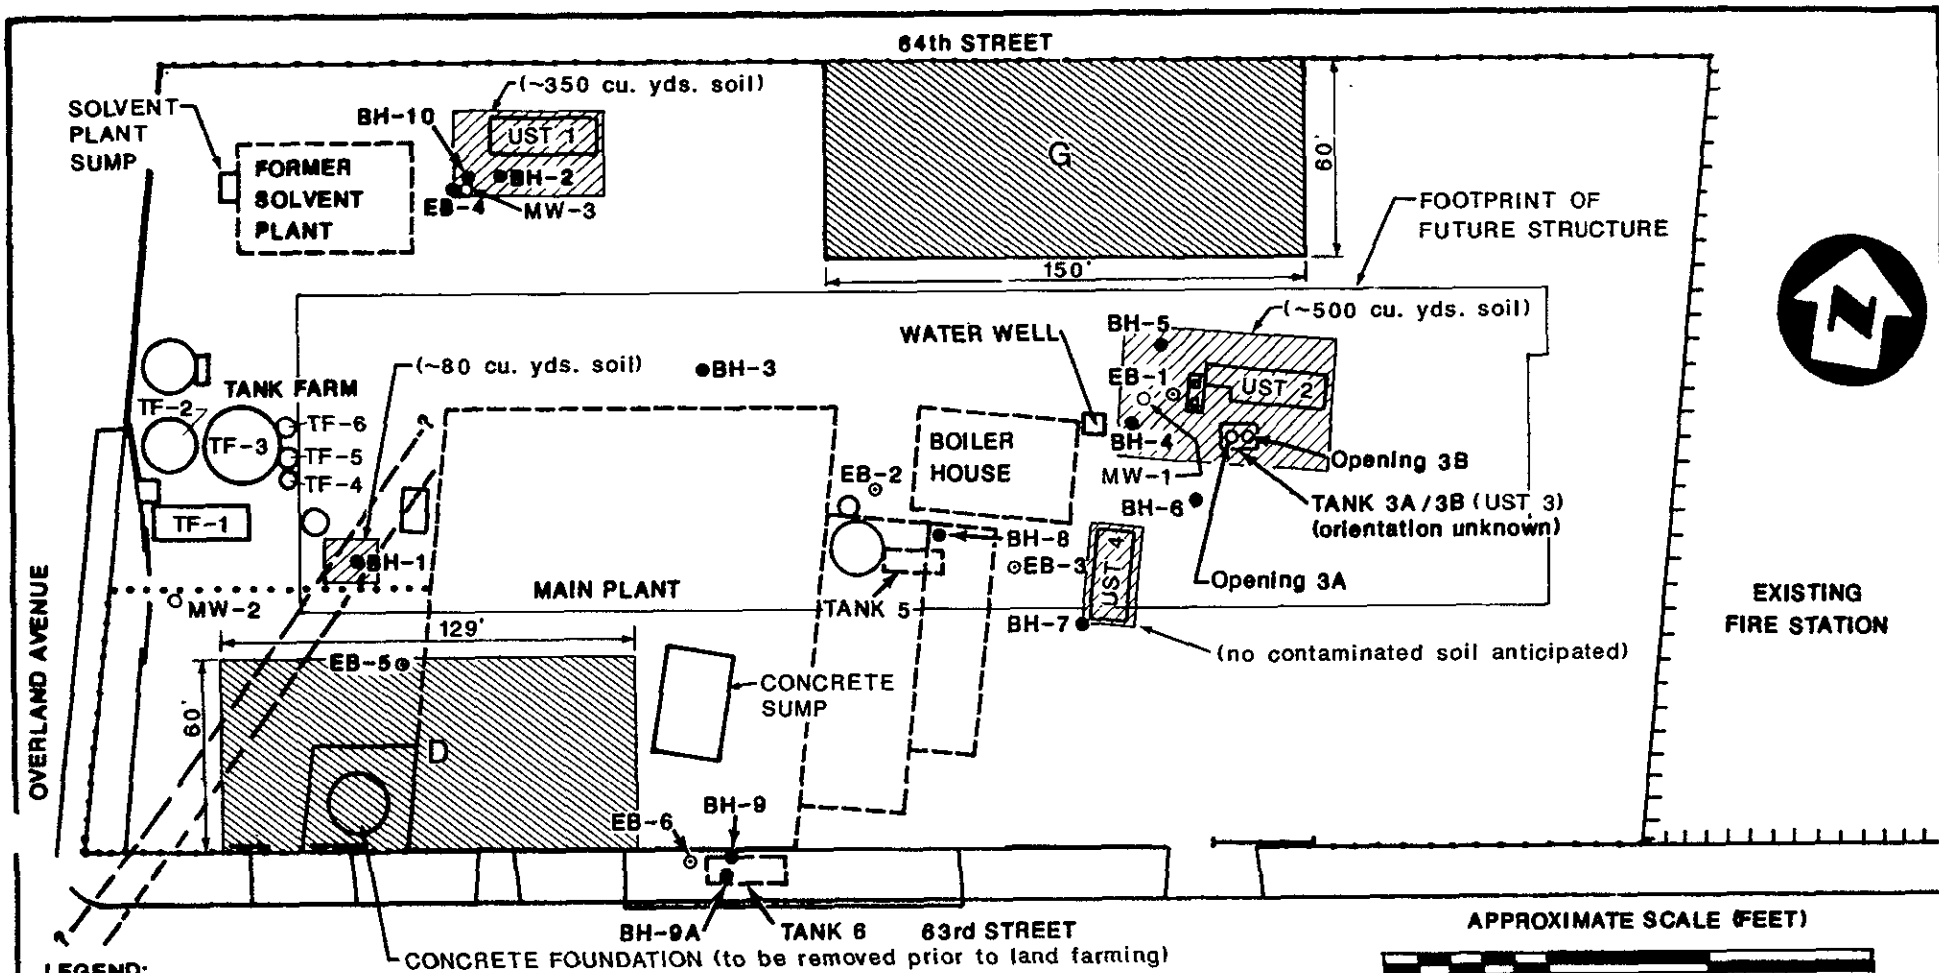 64th STREET
(~350 cu. yds. soil)
SOLVENT
PLANT
SUMP
BH-10
UST 1
FORMER
SOLVENT
PLANT
BH-2
EB-4
MW-3
G
60'
150'
FOOTPRINT OF
FUTURE STRUCTURE
N
(~500 cu. yds. soil)
BH-5
WATER WELL
(~80 cu. yds. soil)
BH-3
EB-1
UST 2
TANK FARM
TF-2
TF-6
TF-3
TF-5
TF-4
TF-1
BOILER
HOUSE
BH-4
MW-1
Opening 3B
EB-2
BH-6
TANK 3A/3B (UST 3)
(orientation unknown)
BH-8
BH-1
EB-3
UST 4
Opening 3A
?
MAIN PLANT
MW-2
TANK 5
BH-7
EXISTING
FIRE STATION
129'
(no contaminated soil anticipated)
EB-5
CONCRETE
SUMP
60'
D
OVERLAND AVENUE
BH-9
EB-6
BH-9A
TANK 6
63rd STREET
APPROXIMATE SCALE (FEET)
?
CONCRETE FOUNDATION (to be removed prior to land farming)
LEGEND: